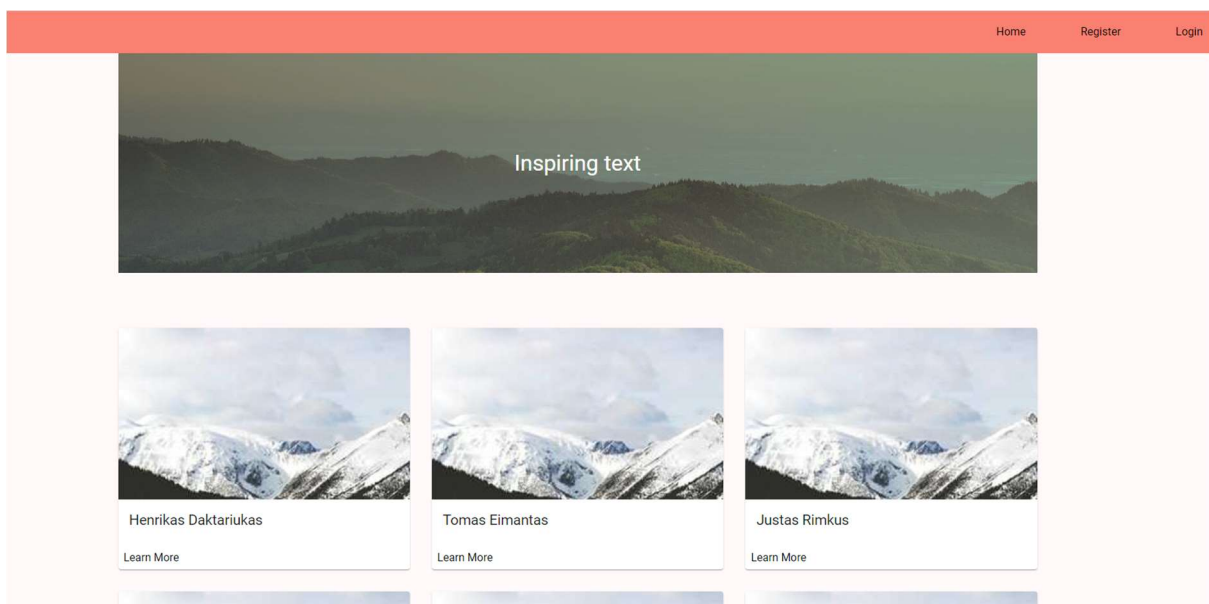 Home Register Login
Inspiring text
Henrikas Daktariukas Tomas Eimantas Justas Rimkus
Learn More Learn More Learn More